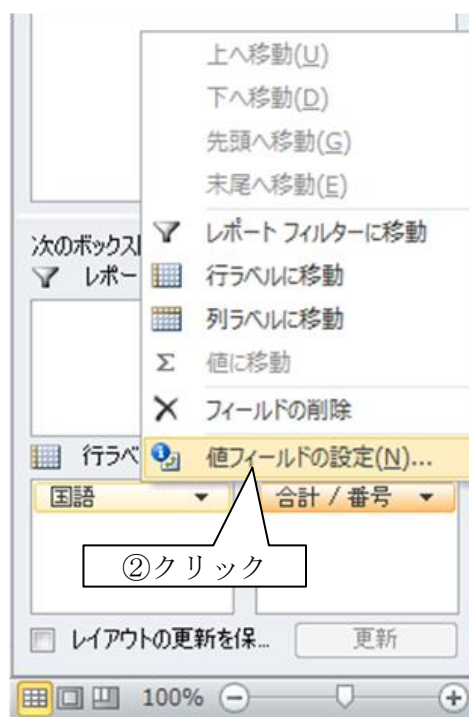 上へ移動(U)
下へ移動(D)
先頭へ移動(G)
末尾へ移動(E)
次のボックス
レポート フィルターに移動
レポー
行ラベルに移動
列ラベルに移動
Σ 値に移動
フィールドの削除
行ラベ
値フィールドの設定(N)...
国語
合計 / 番号
②クリック
レイアウトの更新を保...
更新
100%